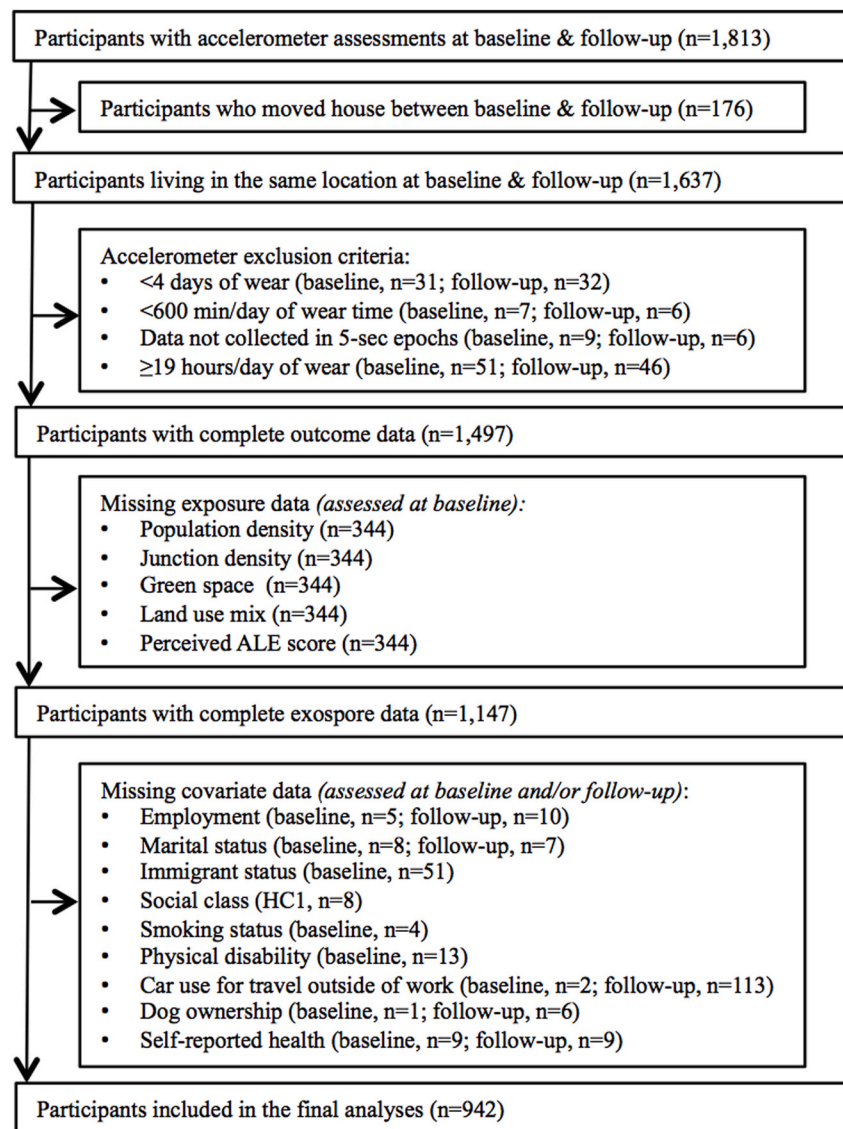 Participants with accelerometer assessments at baseline & follow-up (n=1,813)
Participants who moved house between baseline & follow-up (n=176)
Participants living in the same location at baseline & follow-up (n=1,637)
Accelerometer exclusion criteria:
• <4 days of wear (baseline, n=31; follow-up, n=32)
• <600 min/day of wear time (baseline, n=7; follow-up, n=6)
• Data not collected in 5-sec epochs (baseline, n=9; follow-up, n=6)
• ≥19 hours/day of wear (baseline, n=51; follow-up, n=46)
Participants with complete outcome data (n=1,497)
Missing exposure data (assessed at baseline):
• Population density (n=344)
• Junction density (n=344)
• Green space (n=344)
• Land use mix (n=344)
• Perceived ALE score (n=344)
Participants with complete exospore data (n=1,147)
Missing covariate data (assessed at baseline and/or follow-up):
• Employment (baseline, n=5; follow-up, n=10)
• Marital status (baseline, n=8; follow-up, n=7)
• Immigrant status (baseline, n=51)
• Social class (HC1, n=8)
• Smoking status (baseline, n=4)
• Physical disability (baseline, n=13)
• Car use for travel outside of work (baseline, n=2; follow-up, n=113)
• Dog ownership (baseline, n=1; follow-up, n=6)
• Self-reported health (baseline, n=9; follow-up, n=9)
Participants included in the final analyses (n=942)